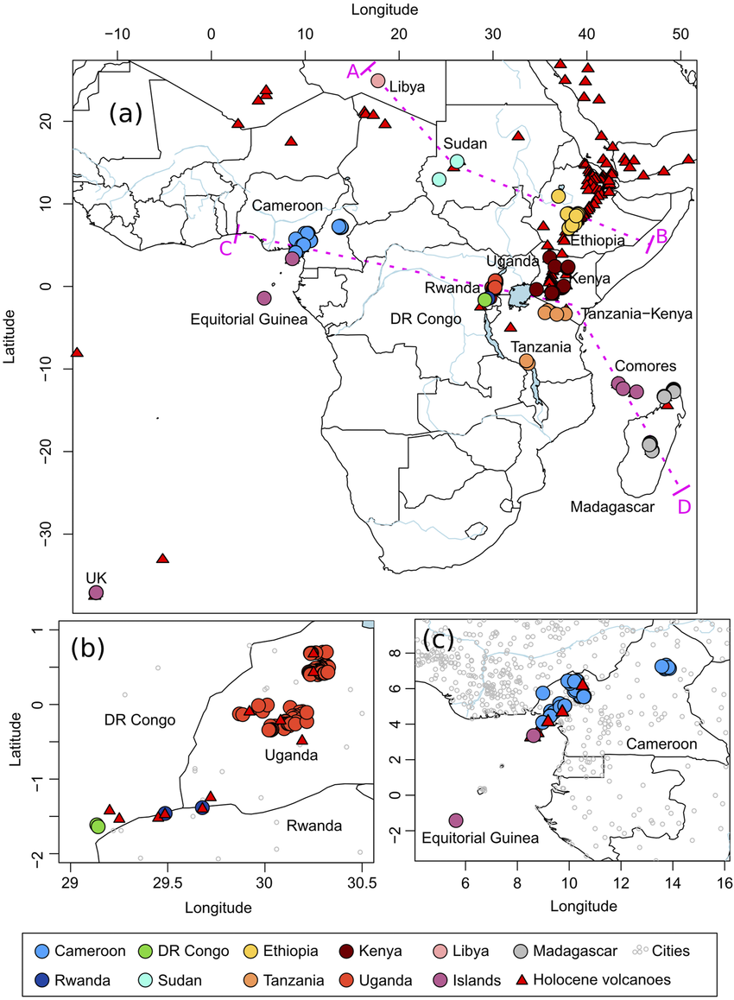 Longitude
−10 0 10 20 30 40 50
A
Libya
(a)
20
Sudan
10
Cameroon
B
C
Ethiopia
Uganda
Latitude
0
Rwanda
Kenya
Equitorial Guinea
DR Congo
Tanzania−Kenya
Tanzania
−10
Comores
−20
Madagascar
D
−30
UK
1
(b)
(c)
8
6
0
DR Congo
4
Cameroon
Latitude
Uganda
2
−1
0
Rwanda
−2
Equitorial Guinea
−2
29 29.5 30 30.5
6 8 10 12 14 16
Longitude
Longitude
Cameroon DR Congo Ethiopia Kenya Libya Madagascar Cities
Rwanda Sudan Tanzania Uganda Islands Holocene volcanoes